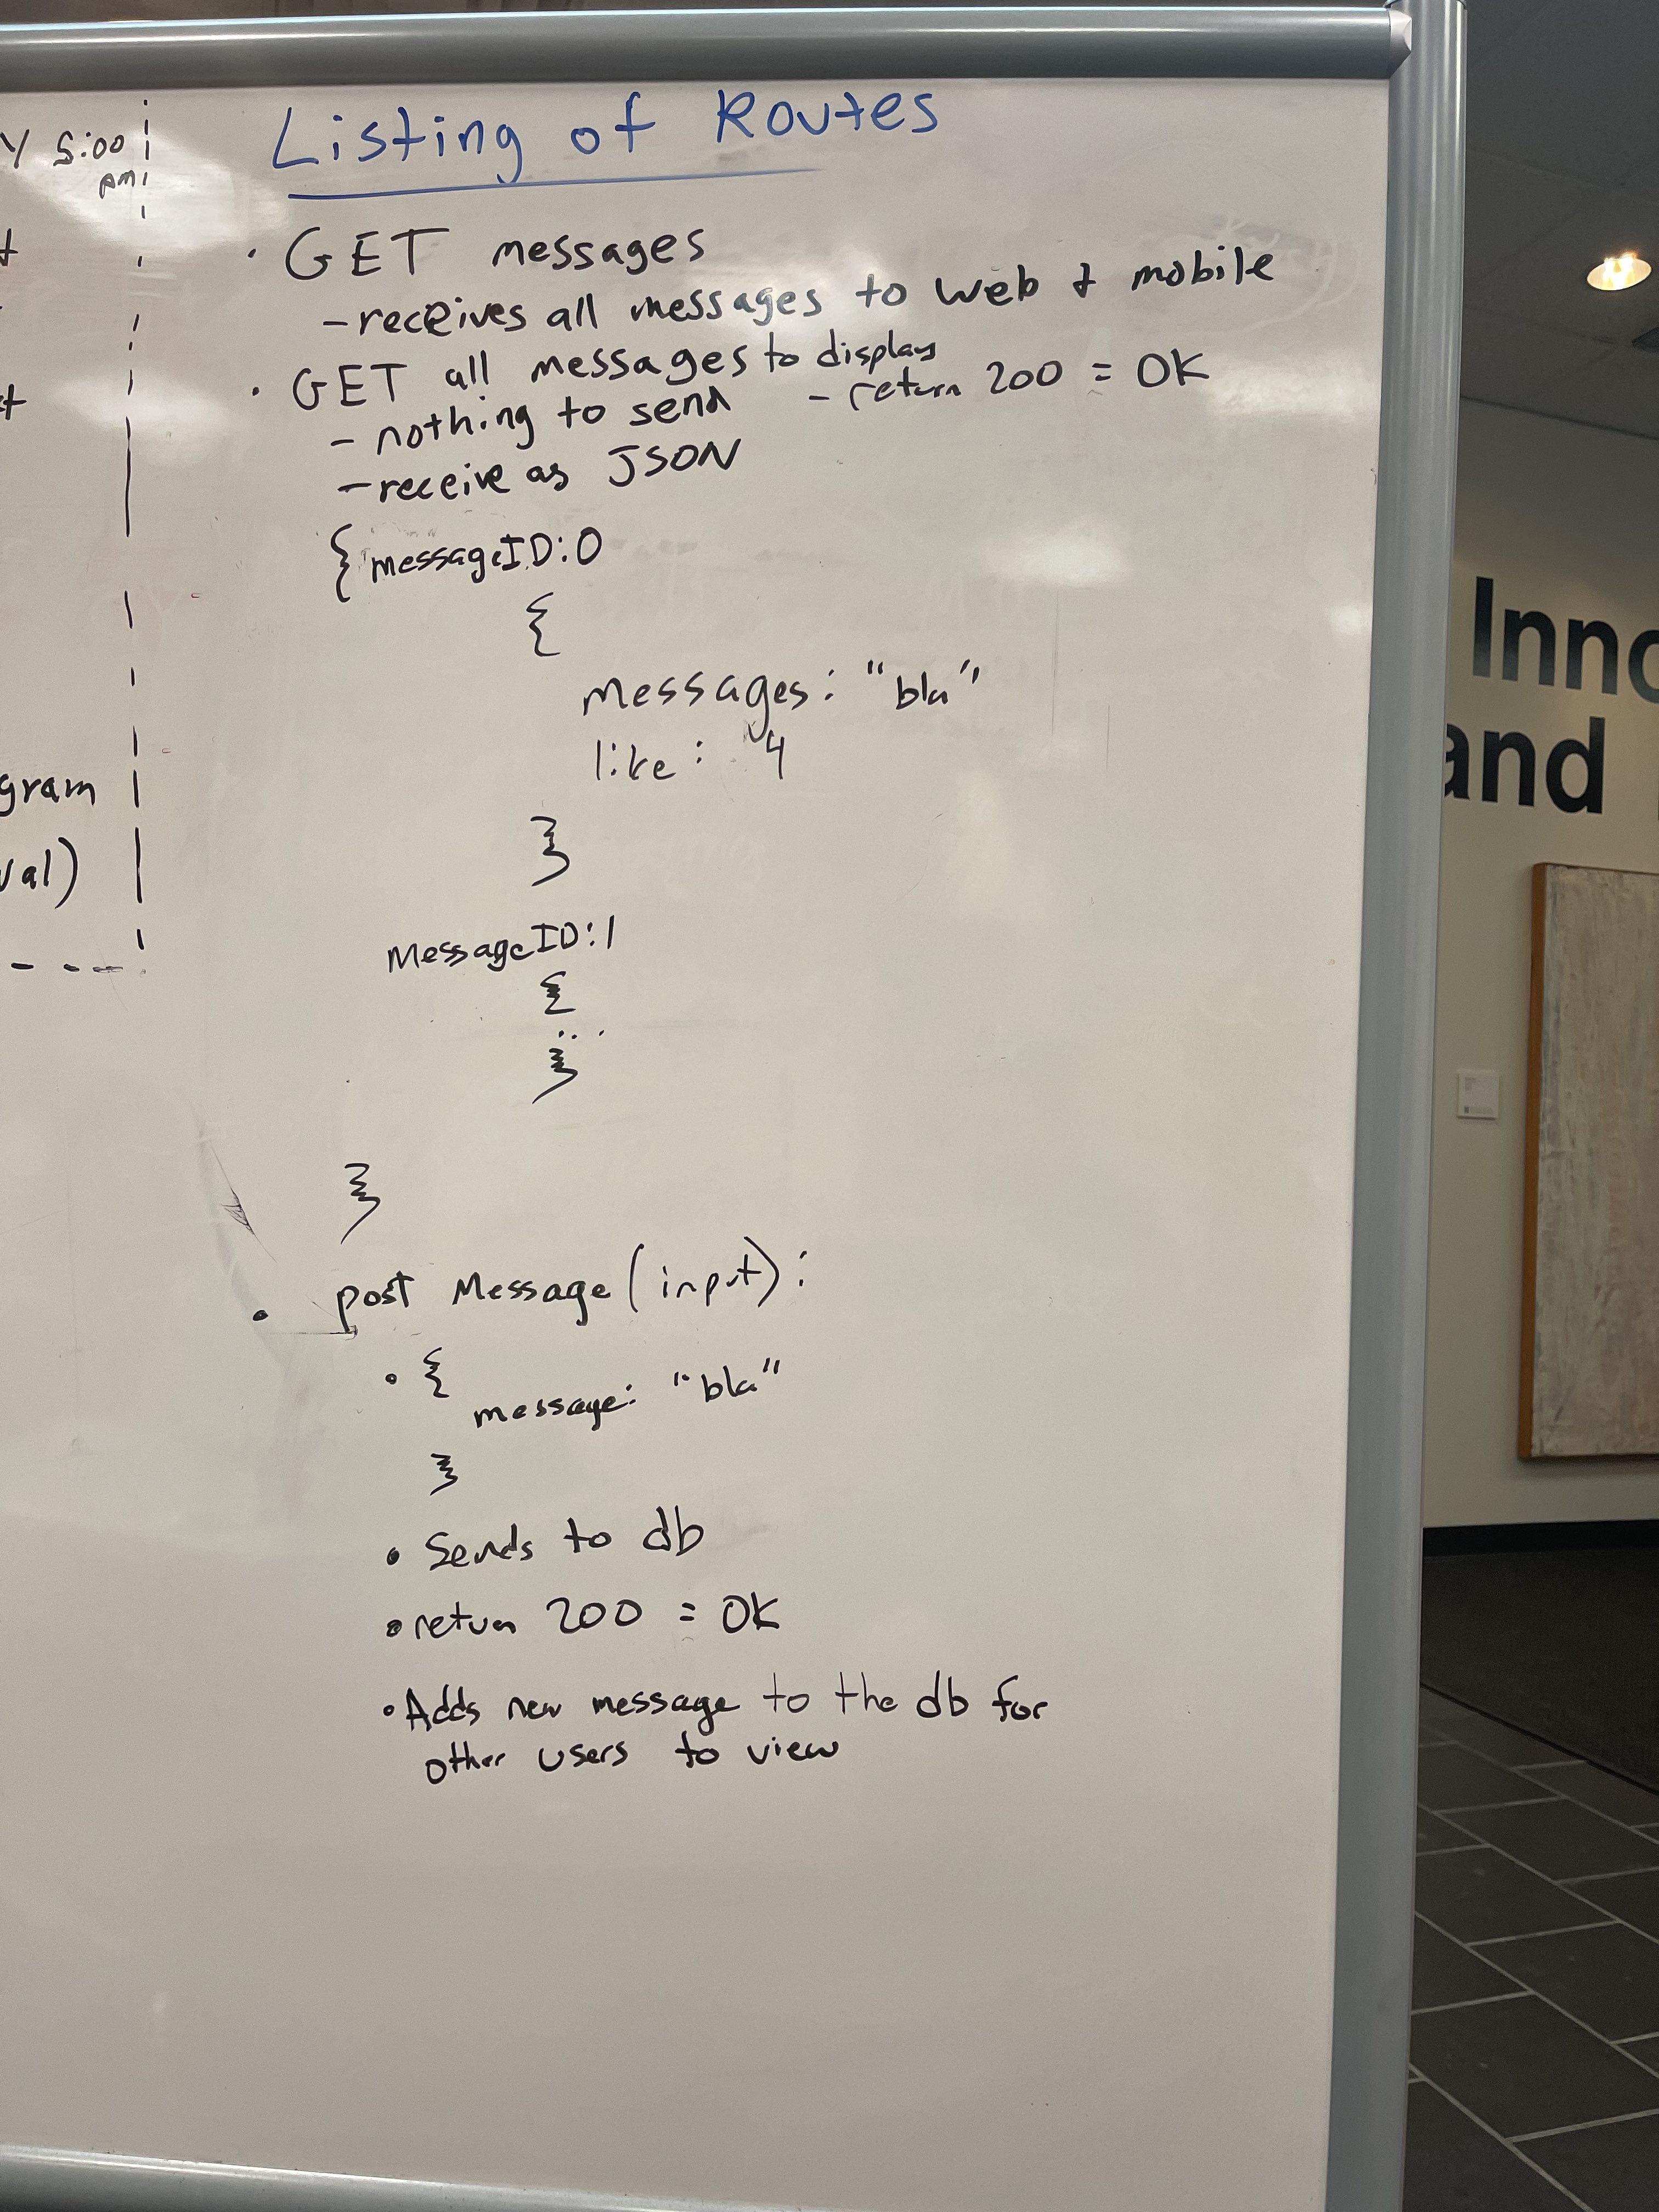 Y 5:00
pm
gram
val)
Listing of Routes
• GET messages
- receives all messages to web & mobile
• GET all messages to display
- nothing to send - return 200 = OK
- receive as JSON
{ messageID:0
{
messages: "bla"
like: 4
}
messageID:1
{
...
}
}
• post Message (input):
• {
message: "bla"
}
• Sends to db
• return 200 = OK
• Adds new message to the db for
other users to view
Inno
and